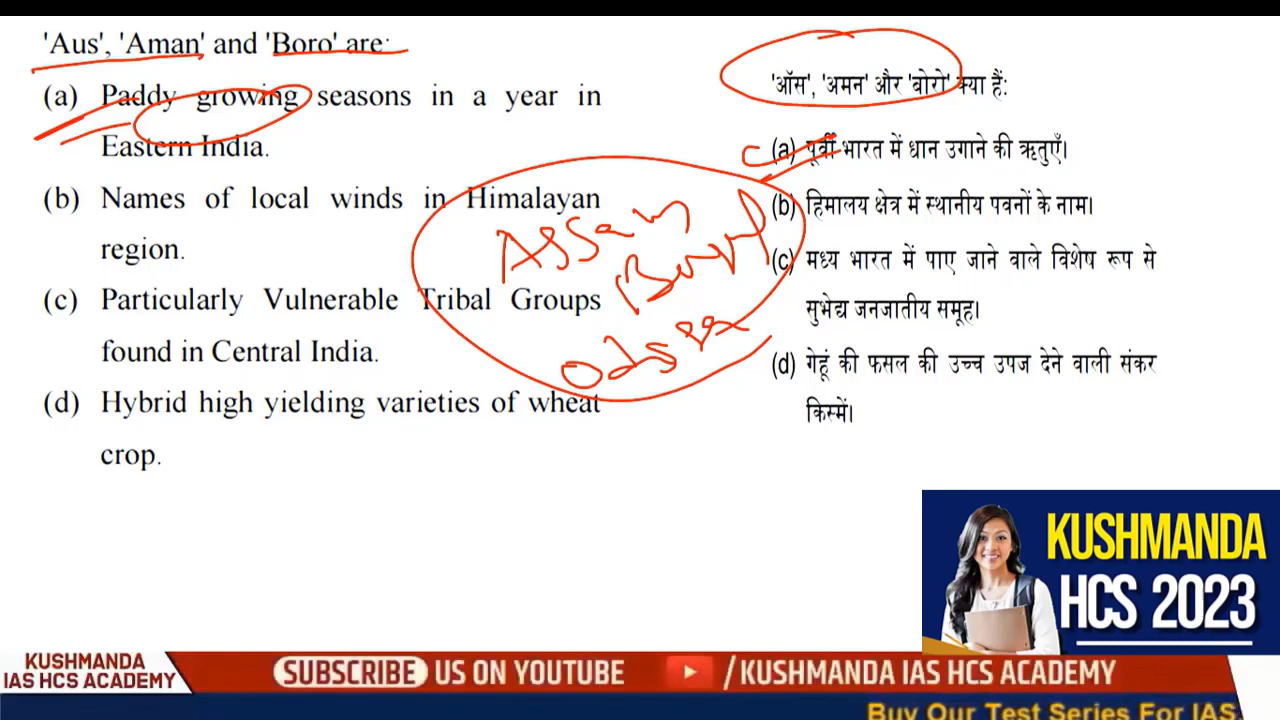 'Aus', 'Aman' and 'Boro' are:
(a) Paddy growing seasons in a year in
Eastern India.
(b) Names of local winds in Himalayan
region.
(c) Particularly Vulnerable Tribal Groups
found in Central India.
(d) Hybrid high yielding varieties of wheat
crop.
'ऑस', 'अमन' और 'बोरो' क्या हैं:
(a) पूर्वी भारत में धान उगाने की ऋतुएँ।
(b) हिमालय क्षेत्र में स्थानीय पवनों के नाम।
(c) मध्य भारत में पाए जाने वाले विशेष रूप से
सुभेद्य जनजातीय समूह।
(d) गेहूं की फसल की उच्च उपज देने वाली संकर
किस्में।
Assam
KUSHMANDA
HCS 2023
KUSHMANDA
IAS HCS ACADEMY
SUBSCRIBE US ON YOUTUBE
/KUSHMANDA IAS HCS ACADEMY
Buy Our Test Series For IAS